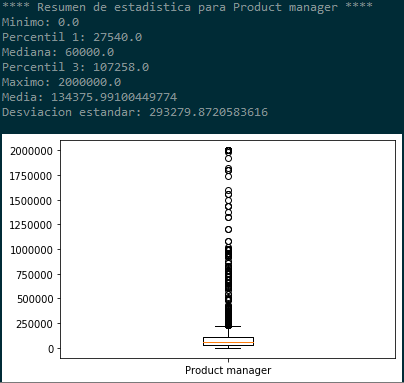 **** Resumen de estadistica para Product manager ****
Minimo: 0.0
Percentil 1: 27540.0
Mediana: 60000.0
Percentil 3: 107258.0
Maximo: 2000000.0
Media: 134375.99100449774
Desviacion estandar: 293279.8720583616
2000000
1750000
1500000
1250000
1000000
750000
500000
250000
0
Product manager